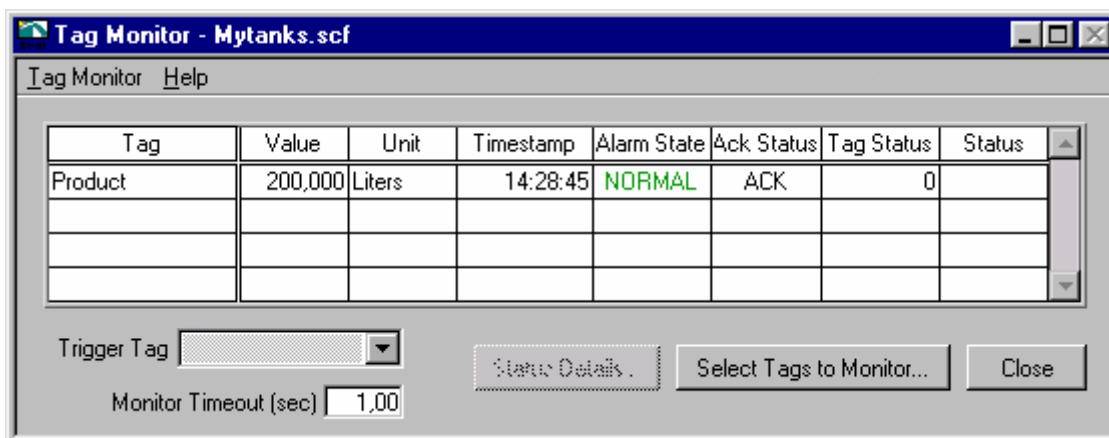 Tag Monitor - Mytanks.scf
Tag Monitor Help
Tag Value Unit Timestamp Alarm State Ack Status Tag Status Status
Product 200,000 Liters 14:28:45 NORMAL ACK 0
Trigger Tag
Status Details... Select Tags to Monitor... Close
Monitor Timeout (sec) 1,00